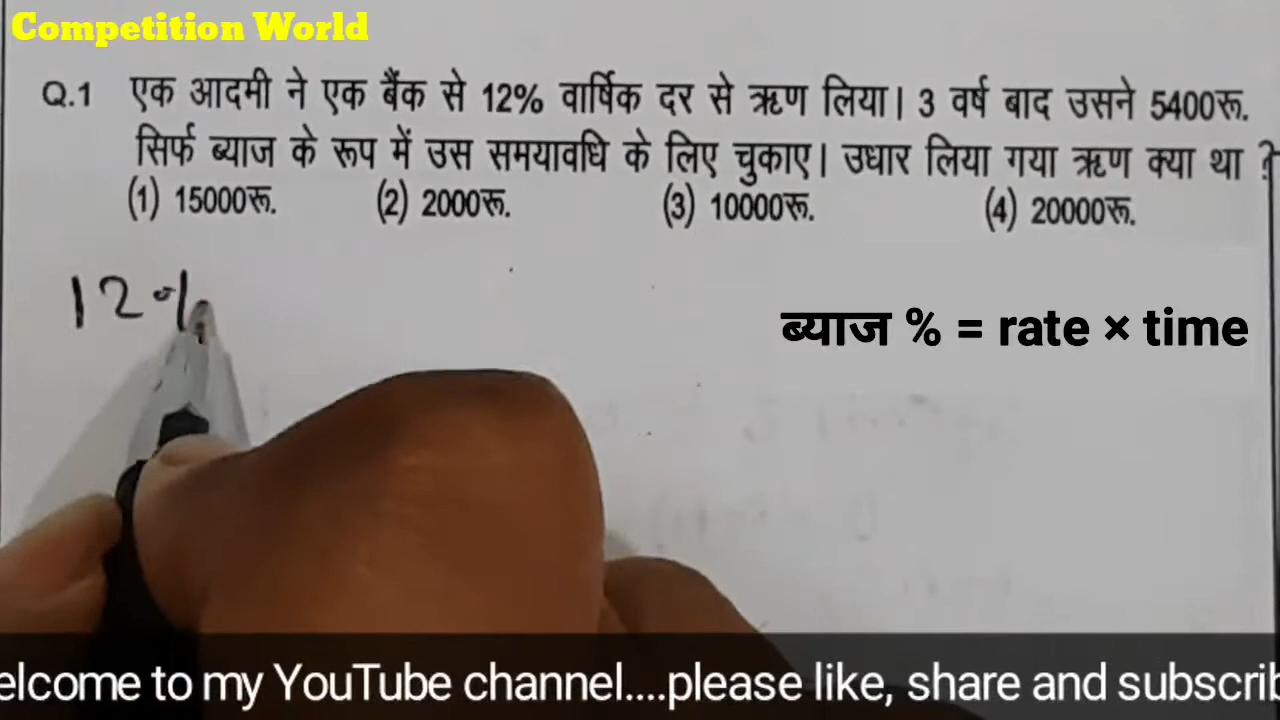 Competition World
Q.1 एक आदमी ने एक बैंक से 12% वार्षिक दर से ऋण लिया। 3 वर्ष बाद उसने 5400रू.
सिर्फ ब्याज के रूप में उस समयावधि के लिए चुकाए। उधार लिया गया ऋण क्या था ?
(1) 15000रू. (2) 2000रू. (3) 10000रू. (4) 20000रू.
12%
ब्याज % = rate × time
elcome to my YouTube channel....please like, share and subscrib